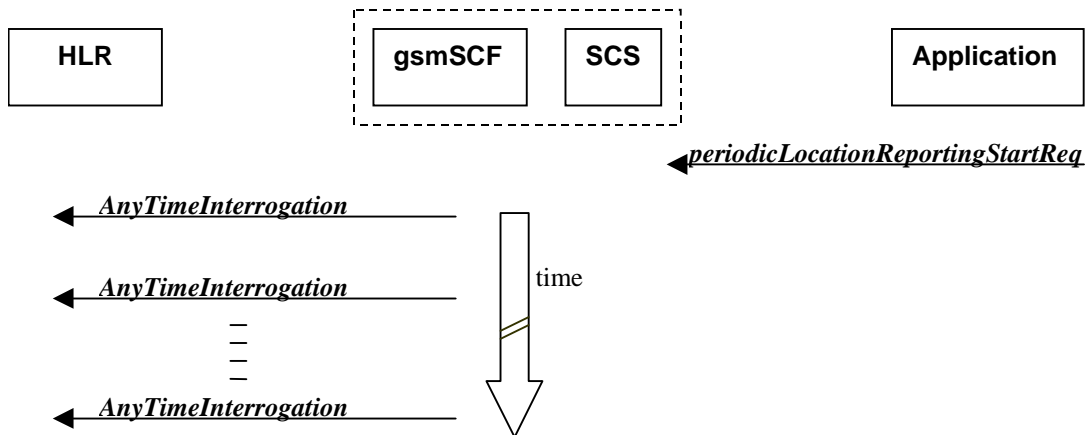 HLR
gsmSCF
SCS
Application
periodicLocationReportingStartReq
AnyTimeInterrogation
time
AnyTimeInterrogation
AnyTimeInterrogation